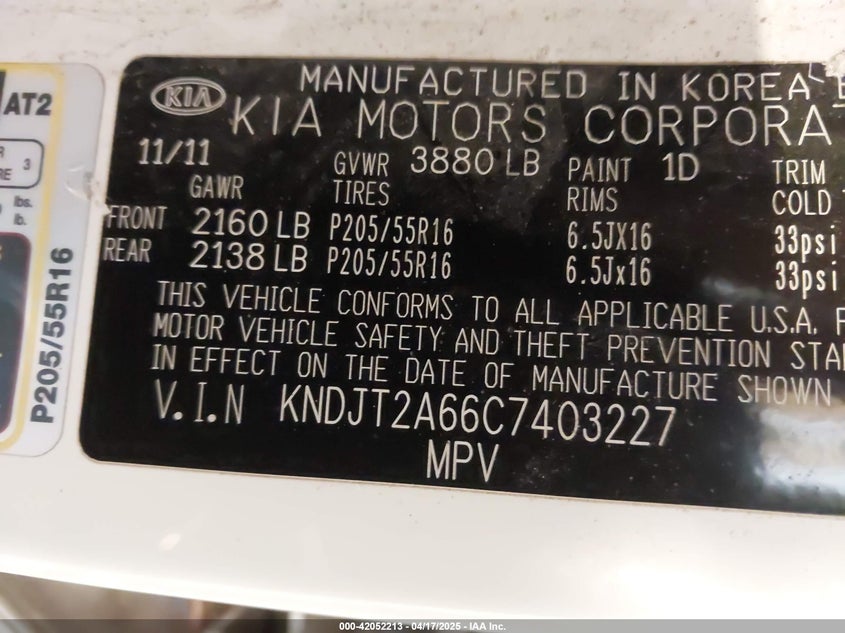 MANUFACTURED IN KOREA
KIA
KIA MOTORS CORPORA
11/11
GVWR 3880 LB
PAINT 1D
TRIM
GAWR
TIRES
RIMS
COLD
FRONT 2160 LB P205/55R16 6.5JX16 33psi
REAR 2138 LB P205/55R16 6.5Jx16 33psi
THIS VEHICLE CONFORMS TO ALL APPLICABLE U.S.A. F
MOTOR VEHICLE SAFETY AND THEFT PREVENTION STA
IN EFFECT ON THE DATE OF MANUFACTURE SHOWN
V.I.N KNDJT2A66C7403227
MPV
AT2
3
lbs.
lb.
P205/55R16
000-42052213 - 04/17/2025 - IAA Inc.